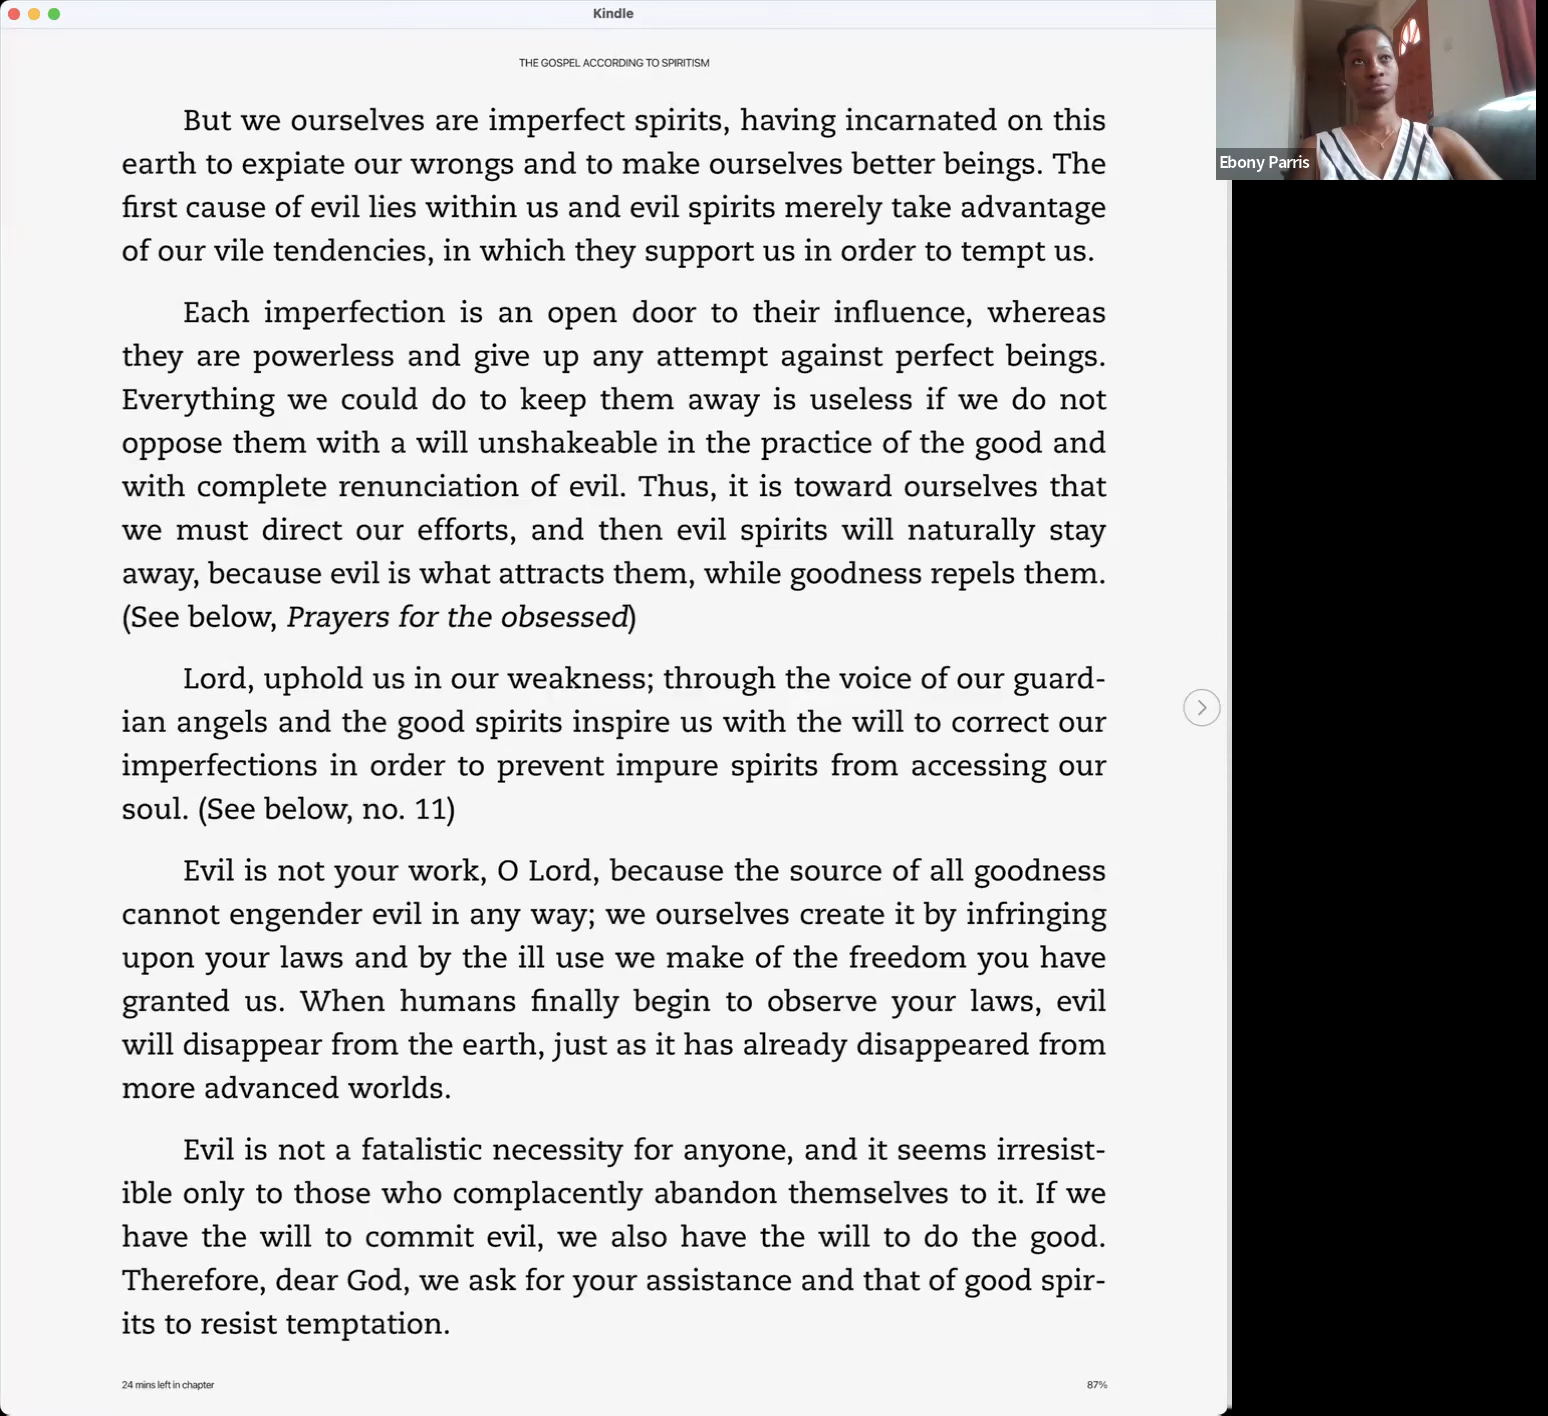 Kindle
THE GOSPEL ACCORDING TO SPIRITISM
But we ourselves are imperfect spirits, having incarnated on this
earth to expiate our wrongs and to make ourselves better beings. The
first cause of evil lies within us and evil spirits merely take advantage
of our vile tendencies, in which they support us in order to tempt us.
Each imperfection is an open door to their influence, whereas
they are powerless and give up any attempt against perfect beings.
Everything we could do to keep them away is useless if we do not
oppose them with a will unshakeable in the practice of the good and
with complete renunciation of evil. Thus, it is toward ourselves that
we must direct our efforts, and then evil spirits will naturally stay
away, because evil is what attracts them, while goodness repels them.
(See below, Prayers for the obsessed)
Lord, uphold us in our weakness; through the voice of our guard-
ian angels and the good spirits inspire us with the will to correct our
imperfections in order to prevent impure spirits from accessing our
soul. (See below, no. 11)
Evil is not your work, O Lord, because the source of all goodness
cannot engender evil in any way; we ourselves create it by infringing
upon your laws and by the ill use we make of the freedom you have
granted us. When humans finally begin to observe your laws, evil
will disappear from the earth, just as it has already disappeared from
more advanced worlds.
Evil is not a fatalistic necessity for anyone, and it seems irresist-
ible only to those who complacently abandon themselves to it. If we
have the will to commit evil, we also have the will to do the good.
Therefore, dear God, we ask for your assistance and that of good spir-
its to resist temptation.
24 mins left in chapter
87%
Ebony Parris